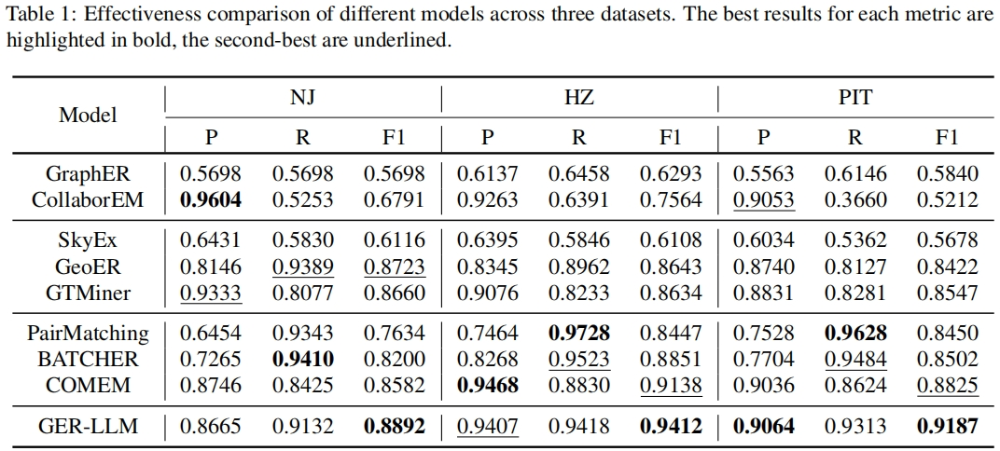 Table 1: Effectiveness comparison of different models across three datasets. The best results for each metric are
highlighted in bold, the second-best are underlined.
Model NJ HZ PIT
P R F1 P R F1 P R F1
GraphER 0.5698 0.5698 0.5698 0.6137 0.6458 0.6293 0.5563 0.6146 0.5840
CollaborEM 0.9604 0.5253 0.6791 0.9263 0.6391 0.7564 0.9053 0.3660 0.5212
SkyEx 0.6431 0.5830 0.6116 0.6395 0.5846 0.6108 0.6034 0.5362 0.5678
GeoER 0.8146 0.9389 0.8723 0.8345 0.8962 0.8643 0.8740 0.8127 0.8422
GTMiner 0.9333 0.8077 0.8660 0.9076 0.8233 0.8634 0.8831 0.8281 0.8547
PairMatching 0.6454 0.9343 0.7634 0.7464 0.9728 0.8447 0.7528 0.9628 0.8450
BATCHER 0.7265 0.9410 0.8200 0.8268 0.9523 0.8851 0.7704 0.9484 0.8502
COMEM 0.8746 0.8425 0.8582 0.9468 0.8830 0.9138 0.9036 0.8624 0.8825
GER-LLM 0.8665 0.9132 0.8892 0.9407 0.9418 0.9412 0.9064 0.9313 0.9187